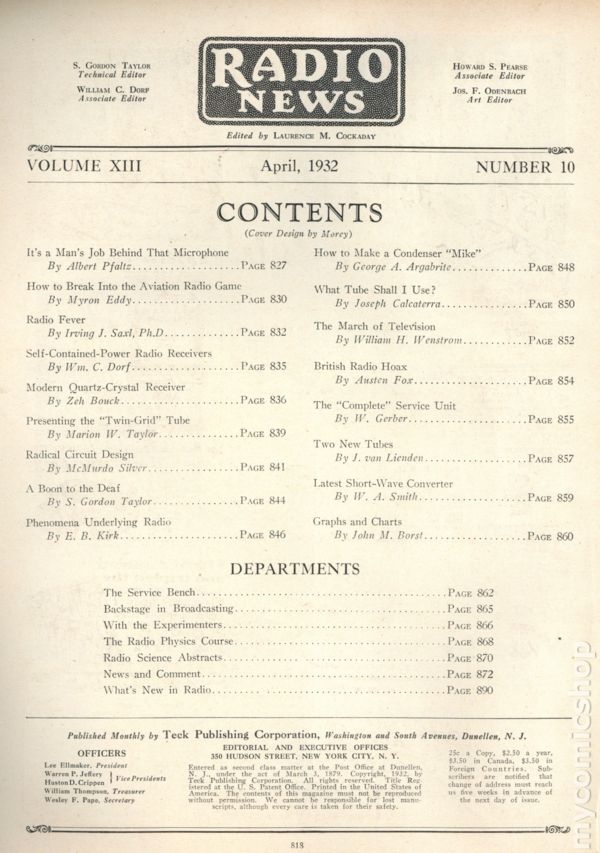 S. Gordon Taylor
Technical Editor
William C. Dorf
Associate Editor
RADIO
NEWS
Howard S. Pearse
Associate Editor
Jos. F. Odenbach
Art Editor
Edited by Laurence M. Cockaday
VOLUME XIII April, 1932 NUMBER 10
CONTENTS
(Cover Design by Morey)
It's a Man's Job Behind That Microphone
By Albert Pfaltz....................Page 827
How to Break Into the Aviation Radio Game
By Myron Eddy....................Page 830
Radio Fever
By Irving J. Saxl, Ph.D..............Page 832
Self-Contained-Power Radio Receivers
By Wm. C. Dorf....................Page 835
Modern Quartz-Crystal Receiver
By Zeh Bouck....................Page 836
Presenting the "Twin-Grid" Tube
By Marion W. Taylor...............Page 839
Radical Circuit Design
By McMurdo Silver.................Page 841
A Boon to the Deaf
By S. Gordon Taylor................Page 844
Phenomena Underlying Radio
By E. B. Kirk......................Page 846
How to Make a Condenser "Mike"
By George A. Argabrite..............Page 848
What Tube Shall I Use?
By Joseph Calcaterra................Page 850
The March of Television
By William H. Wenstrom............Page 852
British Radio Hoax
By Austen Fox.....................Page 854
The "Complete" Service Unit
By W. Gerber......................Page 855
Two New Tubes
By J. van Lienden..................Page 857
Latest Short-Wave Converter
By W. A. Smith....................Page 859
Graphs and Charts
By John M. Borst...................Page 860
DEPARTMENTS
The Service Bench........................................Page 862
Backstage in Broadcasting.................................Page 865
With the Experimenters...................................Page 866
The Radio Physics Course.................................Page 868
Radio Science Abstracts...................................Page 870
News and Comment......................................Page 872
What's New in Radio.....................................Page 890
Published Monthly by Teck Publishing Corporation, Washington and South Avenues, Dunellen, N. J.
OFFICERS
Lee Ellmaker, President
Warren P. Jeffery
Huston D. Crippen
Vice Presidents
William Thompson, Treasurer
Wesley F. Pape, Secretary
EDITORIAL AND EXECUTIVE OFFICES
350 HUDSON STREET, NEW YORK CITY, N. Y.
Entered as second class matter at the Post Office at Dunellen,
N. J., under the act of March 3, 1879. Copyright, 1932, by
Teck Publishing Corporation. All rights reserved. Title Reg-
istered at the U. S. Patent Office. Printed in the United States of
America. The contents of this magazine must not be reproduced
without permission. We cannot be responsible for lost manu-
scripts, although every care is taken for their safety.
25c a Copy, $2.50 a year,
$3.50 in Canada, $3.50 in
Foreign Countries. Sub-
scribers are notified that
change of address must reach
us five weeks in advance of
the next day of issue.
818
mycomicshop